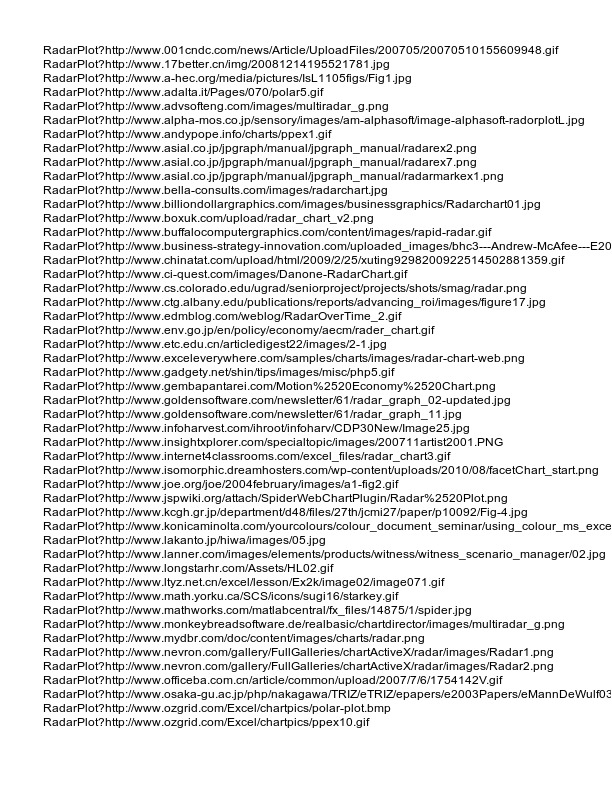 RadarPlot?http://www.001cndc.com/news/Article/UploadFiles/200705/20070510155609948.gif
RadarPlot?http://www.17better.cn/img/20081214195521781.jpg
RadarPlot?http://www.a-hec.org/media/pictures/IsL1105figs/Fig1.jpg
RadarPlot?http://www.adalta.it/Pages/070/polar5.gif
RadarPlot?http://www.advsofteng.com/images/multiradar_g.png
RadarPlot?http://www.alpha-mos.co.jp/sensory/images/am-alphasoft/image-alphasoft-radorplotL.jpg
RadarPlot?http://www.andypope.info/charts/ppex1.gif
RadarPlot?http://www.asial.co.jp/jpgraph/manual/jpgraph_manual/radarex2.png
RadarPlot?http://www.asial.co.jp/jpgraph/manual/jpgraph_manual/radarex7.png
RadarPlot?http://www.asial.co.jp/jpgraph/manual/jpgraph_manual/radarmarkex1.png
RadarPlot?http://www.bella-consults.com/images/radarchart.jpg
RadarPlot?http://www.billiondollargraphics.com/images/businessgraphics/Radarchart01.jpg
RadarPlot?http://www.boxuk.com/upload/radar_chart_v2.png
RadarPlot?http://www.buffalocomputergraphics.com/content/images/rapid-radar.gif
RadarPlot?http://www.business-strategy-innovation.com/uploaded_images/bhc3---Andrew-McAfee---E20
RadarPlot?http://www.chinatat.com/upload/html/2009/2/25/xuting9298200922514502881359.gif
RadarPlot?http://www.ci-quest.com/images/Danone-RadarChart.gif
RadarPlot?http://www.cs.colorado.edu/ugrad/seniorproject/projects/shots/smag/radar.png
RadarPlot?http://www.ctg.albany.edu/publications/reports/advancing_roi/images/figure17.jpg
RadarPlot?http://www.edmblog.com/weblog/RadarOverTime_2.gif
RadarPlot?http://www.env.go.jp/en/policy/economy/aecm/rader_chart.gif
RadarPlot?http://www.etc.edu.cn/articledigest22/images/2-1.jpg
RadarPlot?http://www.exceleverywhere.com/samples/charts/images/radar-chart-web.png
RadarPlot?http://www.gadgety.net/shin/tips/images/misc/php5.gif
RadarPlot?http://www.gembapantarei.com/Motion%2520Economy%2520Chart.png
RadarPlot?http://www.goldensoftware.com/newsletter/61/radar_graph_02-updated.jpg
RadarPlot?http://www.goldensoftware.com/newsletter/61/radar_graph_11.jpg
RadarPlot?http://www.infoharvest.com/ihroot/infoharv/CDP30New/Image25.jpg
RadarPlot?http://www.insightxplorer.com/specialtopic/images/200711artist2001.PNG
RadarPlot?http://www.internet4classrooms.com/excel_files/radar_chart3.gif
RadarPlot?http://www.isomorphic.dreamhosters.com/wp-content/uploads/2010/08/facetChart_start.png
RadarPlot?http://www.joe.org/joe/2004february/images/a1-fig2.gif
RadarPlot?http://www.jspwiki.org/attach/SpiderWebChartPlugin/Radar%2520Plot.png
RadarPlot?http://www.kcgh.gr.jp/department/d48/files/27th/jcmi27/paper/p10092/Fig-4.jpg
RadarPlot?http://www.konicaminolta.com/yourcolours/colour_document_seminar/using_colour_ms_exce
RadarPlot?http://www.lakanto.jp/hiwa/images/05.jpg
RadarPlot?http://www.lanner.com/images/elements/products/witness/witness_scenario_manager/02.jpg
RadarPlot?http://www.longstarhr.com/Assets/HL02.gif
RadarPlot?http://www.ltyz.net.cn/excel/lesson/Ex2k/image02/image071.gif
RadarPlot?http://www.math.yorku.ca/SCS/icons/sugi16/starkey.gif
RadarPlot?http://www.mathworks.com/matlabcentral/fx_files/14875/1/spider.jpg
RadarPlot?http://www.monkeybreadsoftware.de/realbasic/chartdirector/images/multiradar_g.png
RadarPlot?http://www.mydbr.com/doc/content/images/charts/radar.png
RadarPlot?http://www.nevron.com/gallery/FullGalleries/chartActiveX/radar/images/Radar1.png
RadarPlot?http://www.nevron.com/gallery/FullGalleries/chartActiveX/radar/images/Radar2.png
RadarPlot?http://www.officeba.com.cn/article/common/upload/2007/7/6/1754142V.gif
RadarPlot?http://www.osaka-gu.ac.jp/php/nakagawa/TRIZ/eTRIZ/epapers/e2003Papers/eMannDeWulf03
RadarPlot?http://www.ozgrid.com/Excel/chartpics/polar-plot.bmp
RadarPlot?http://www.ozgrid.com/Excel/chartpics/ppex10.gif